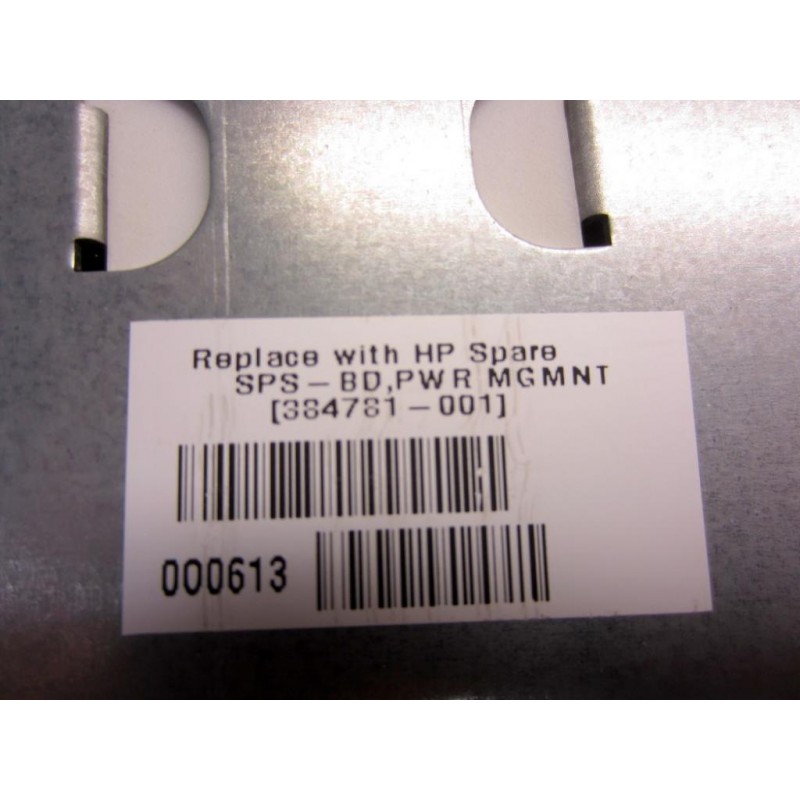 Replace with HP Spare
SPS-BD,PWR MGMNT
[384781-001]
000613